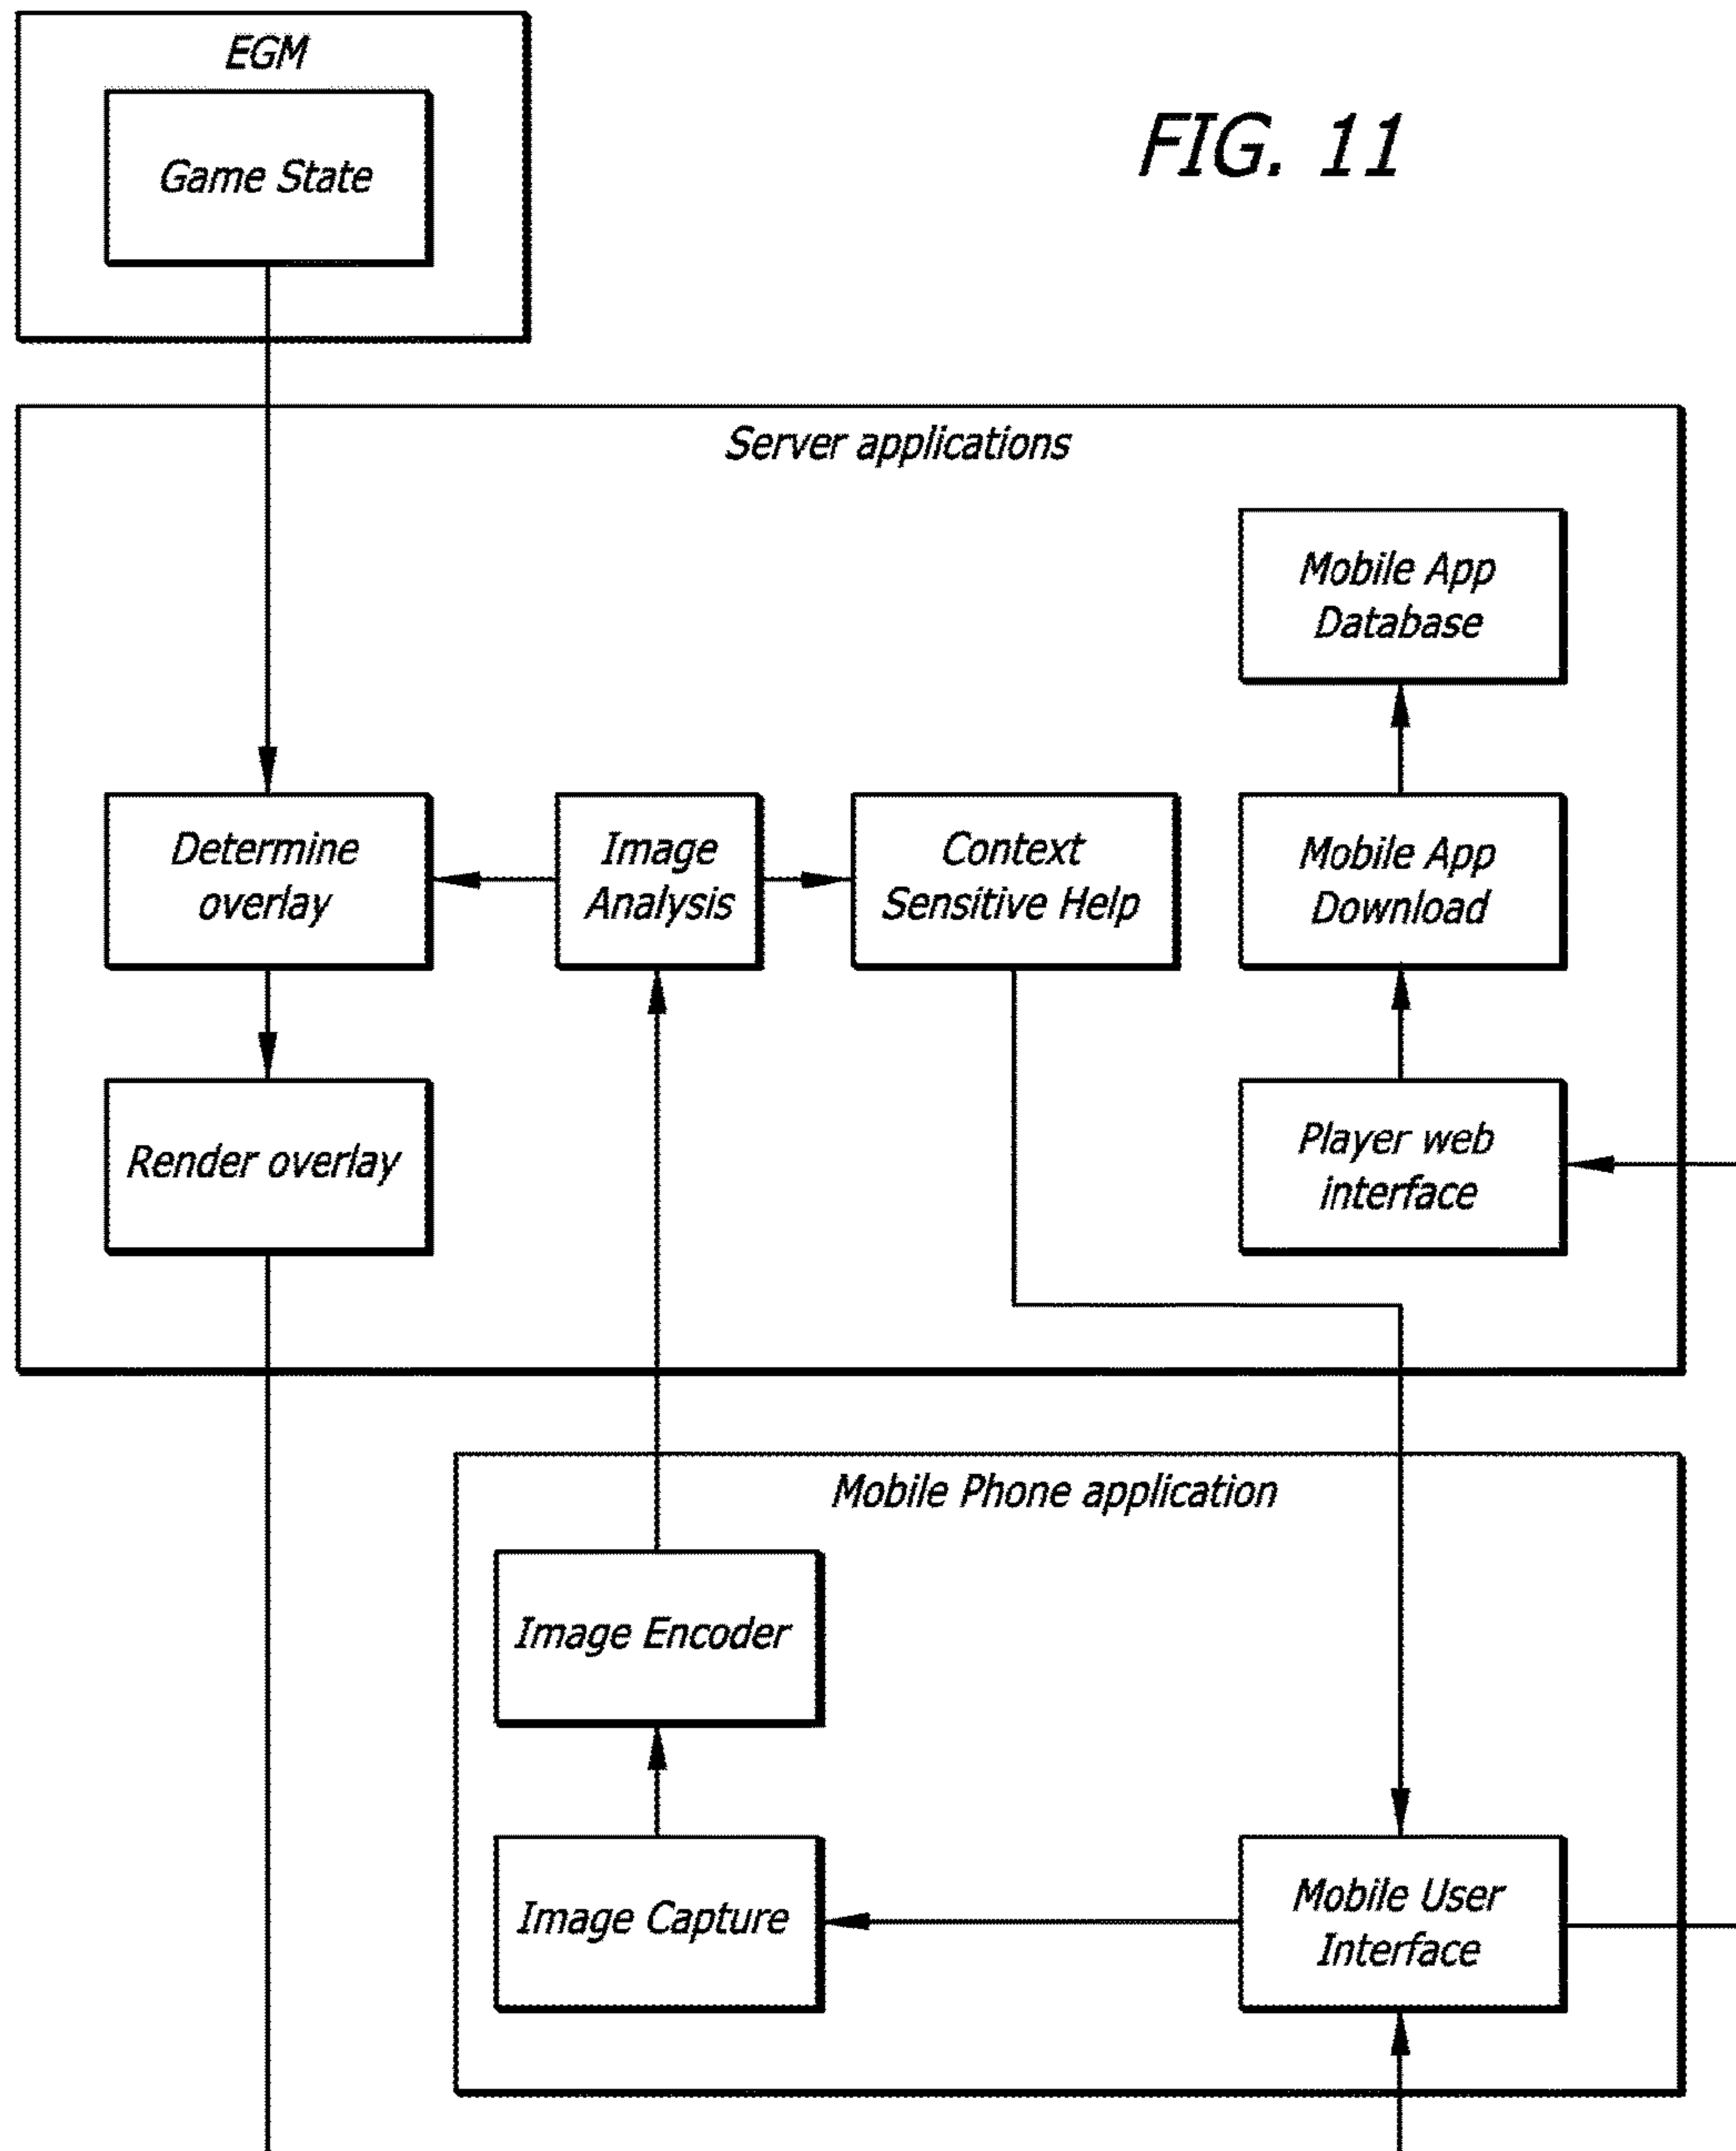 EGM
Game State
FIG. 11
Server applications
Mobile App
Database
Determine
overlay
Image
Analysis
Context
Sensitive Help
Mobile App
Download
Render overlay
Player web
interface
Mobile Phone application
Image Encoder
Image Capture
Mobile User
Interface